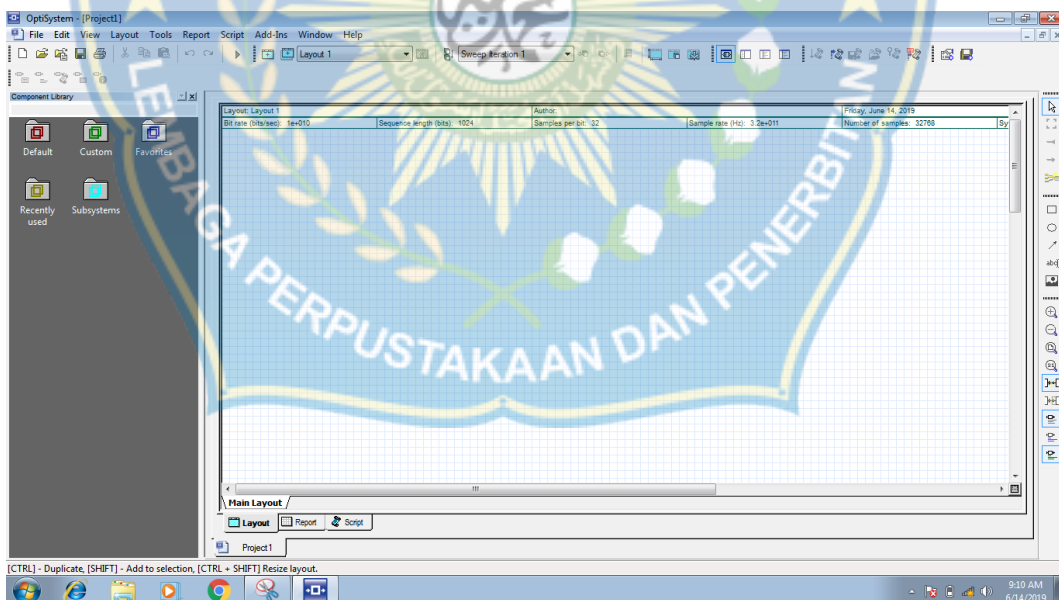 OptiSystem - [Project1]
File Edit View Layout Tools Report Script Add-Ins Window Help
Layout 1
Sweep Iteration 1
Component Library
Default
Custom
Favorites
Recently used
Subsystems
Layout: Layout 1
Author:
Friday, June 14, 2019
Bit rate (bits/sec): 1e+010
Sequence length (bits): 1024
Samples per bit: 32
Sample rate (Hz): 3.2e+011
Number of samples: 32768
Sy
LEMBAGA PERPUSTAKAAN DAN PENERBITAN
Main Layout
Layout
Report
Script
Project1
[CTRL] - Duplicate, [SHIFT] - Add to selection, [CTRL + SHIFT] Resize layout.
9:10 AM
6/14/2019